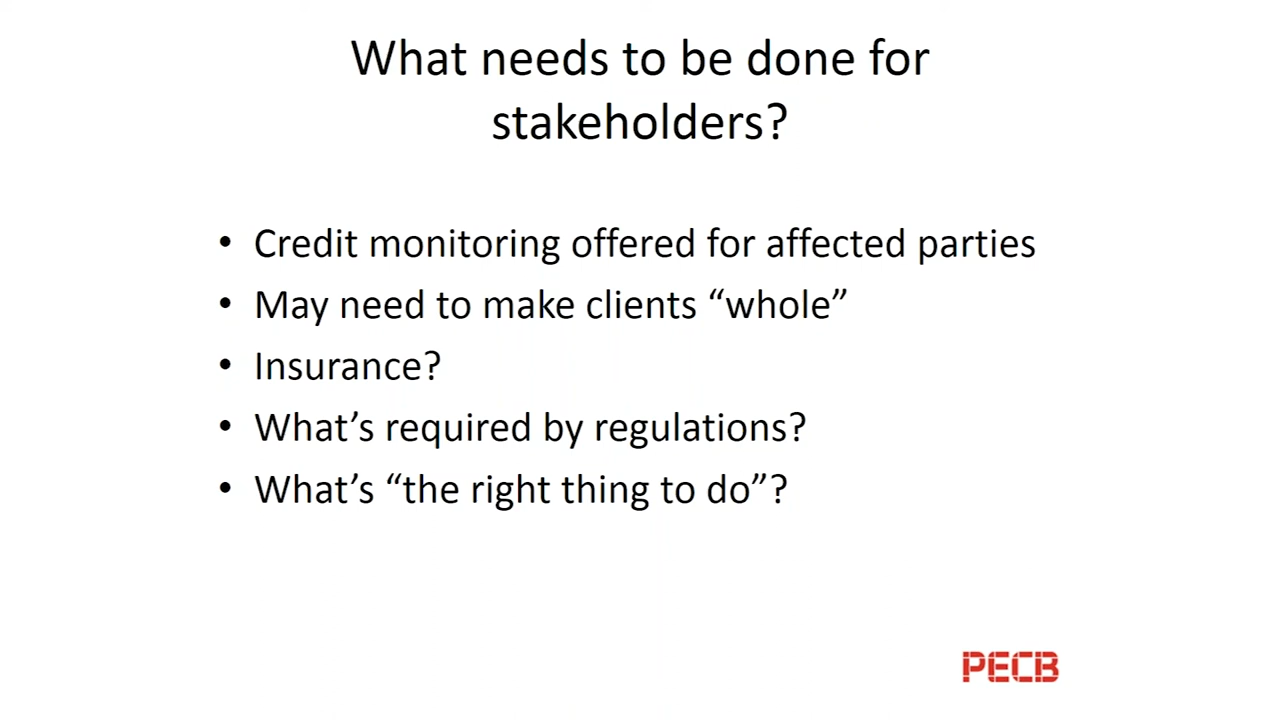 What needs to be done for
stakeholders?
• Credit monitoring offered for affected parties
• May need to make clients “whole”
• Insurance?
• What’s required by regulations?
• What’s “the right thing to do”?
PECB